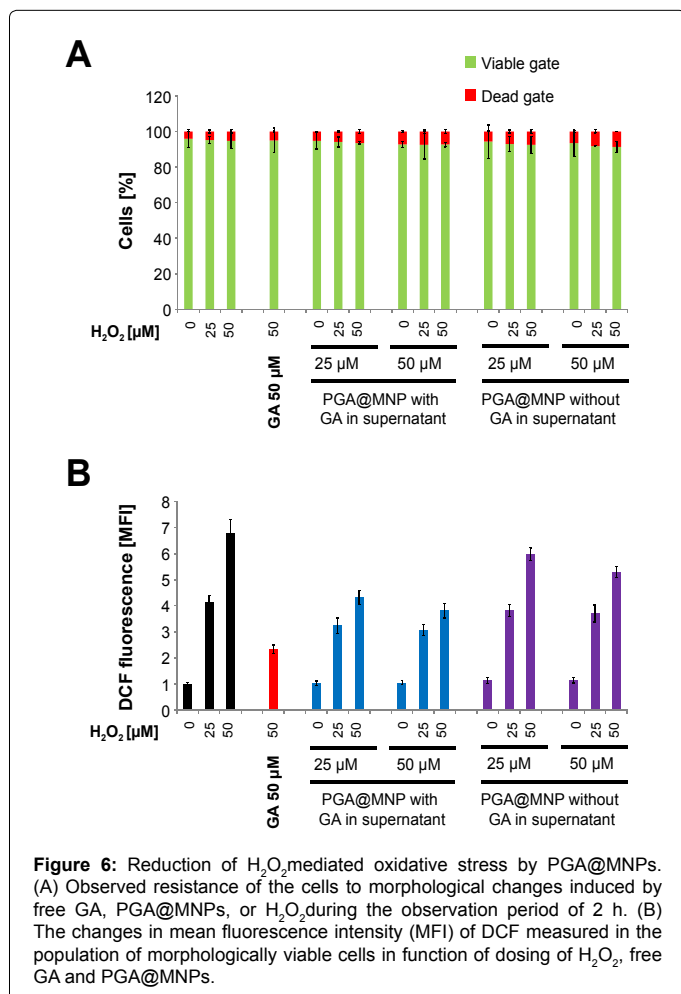 A
Viable gate
Dead gate
120
100
80
60
40
20
0
Cells [%]
H₂O₂ [µM]
0 25 50 50 0 25 50 0 25 50 0 25 50 0 25 50
GA 50 µM
25 µM 50 µM 25 µM 50 µM
PGA@MNP with PGA@MNP without
GA in supernatant GA in supernatant
B
8
7
6
5
4
3
2
1
0
DCF fluorescence [MFI]
H₂O₂ [µM]
0 25 50 50 0 25 50 0 25 50 0 25 50 0 25 50
GA 50 µM
25 µM 50 µM 25 µM 50 µM
PGA@MNP with PGA@MNP without
GA in supernatant GA in supernatant
Figure 6: Reduction of H₂O₂mediated oxidative stress by PGA@MNPs.
(A) Observed resistance of the cells to morphological changes induced by
free GA, PGA@MNPs, or H₂O₂during the observation period of 2 h. (B)
The changes in mean fluorescence intensity (MFI) of DCF measured in the
population of morphologically viable cells in function of dosing of H₂O₂, free
GA and PGA@MNPs.